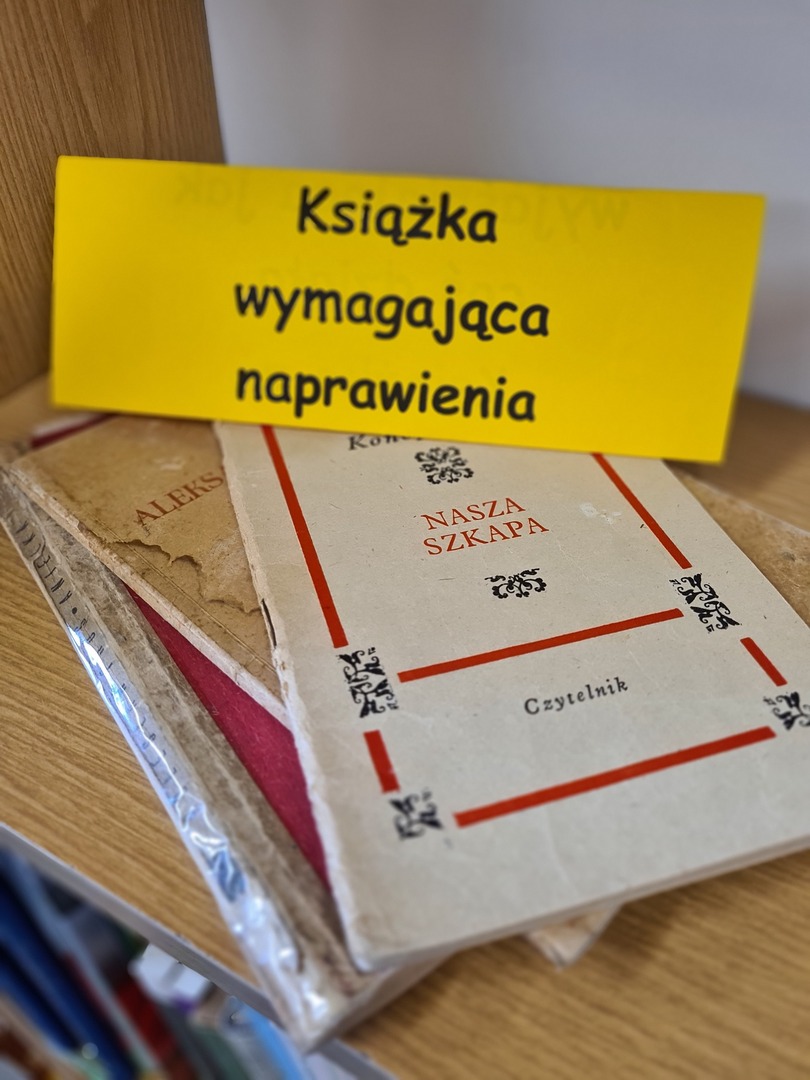 Książka
wymagająca
naprawienia
NASZA
SZKAPA
Czytelnik